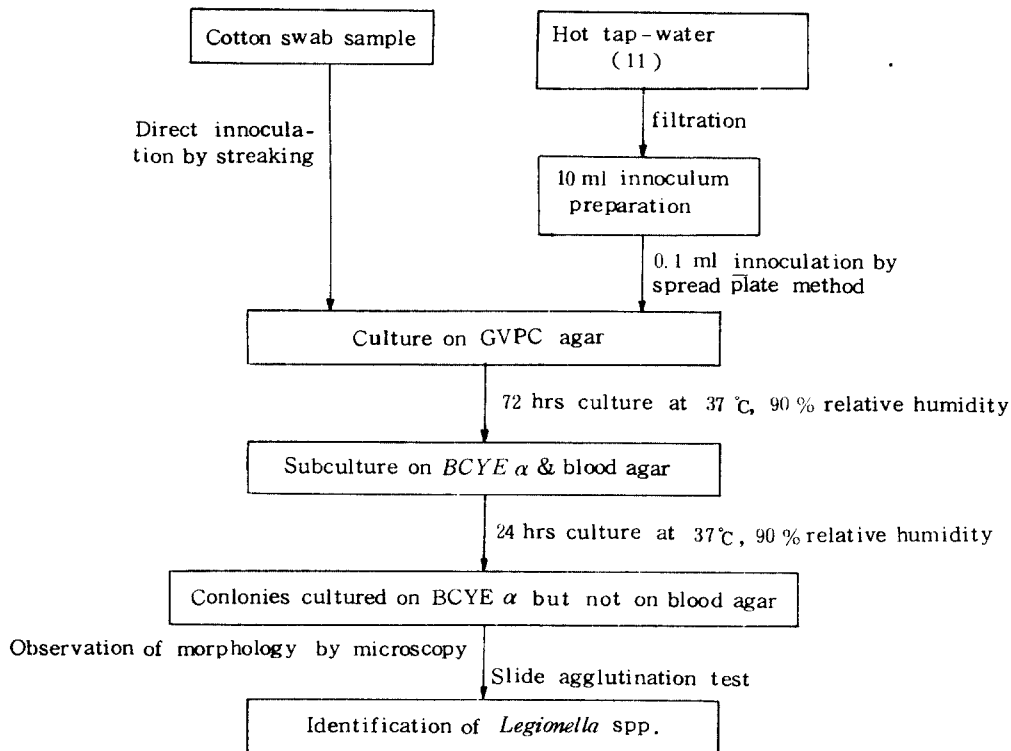 Cotton swab sample
Hot tap-water
(11)
Direct innocula-
tion by streaking
filtration
10 ml innoculum
preparation
0.1 ml innoculation by
spread plate method
Culture on GVPC agar
72 hrs culture at 37℃, 90% relative humidity
Subculture on BCYE α & blood agar
24 hrs culture at 37℃, 90% relative humidity
Conlonies cultured on BCYE α but not on blood agar
Observation of morphology by microscopy
Slide agglutination test
Identification of Legionella spp.